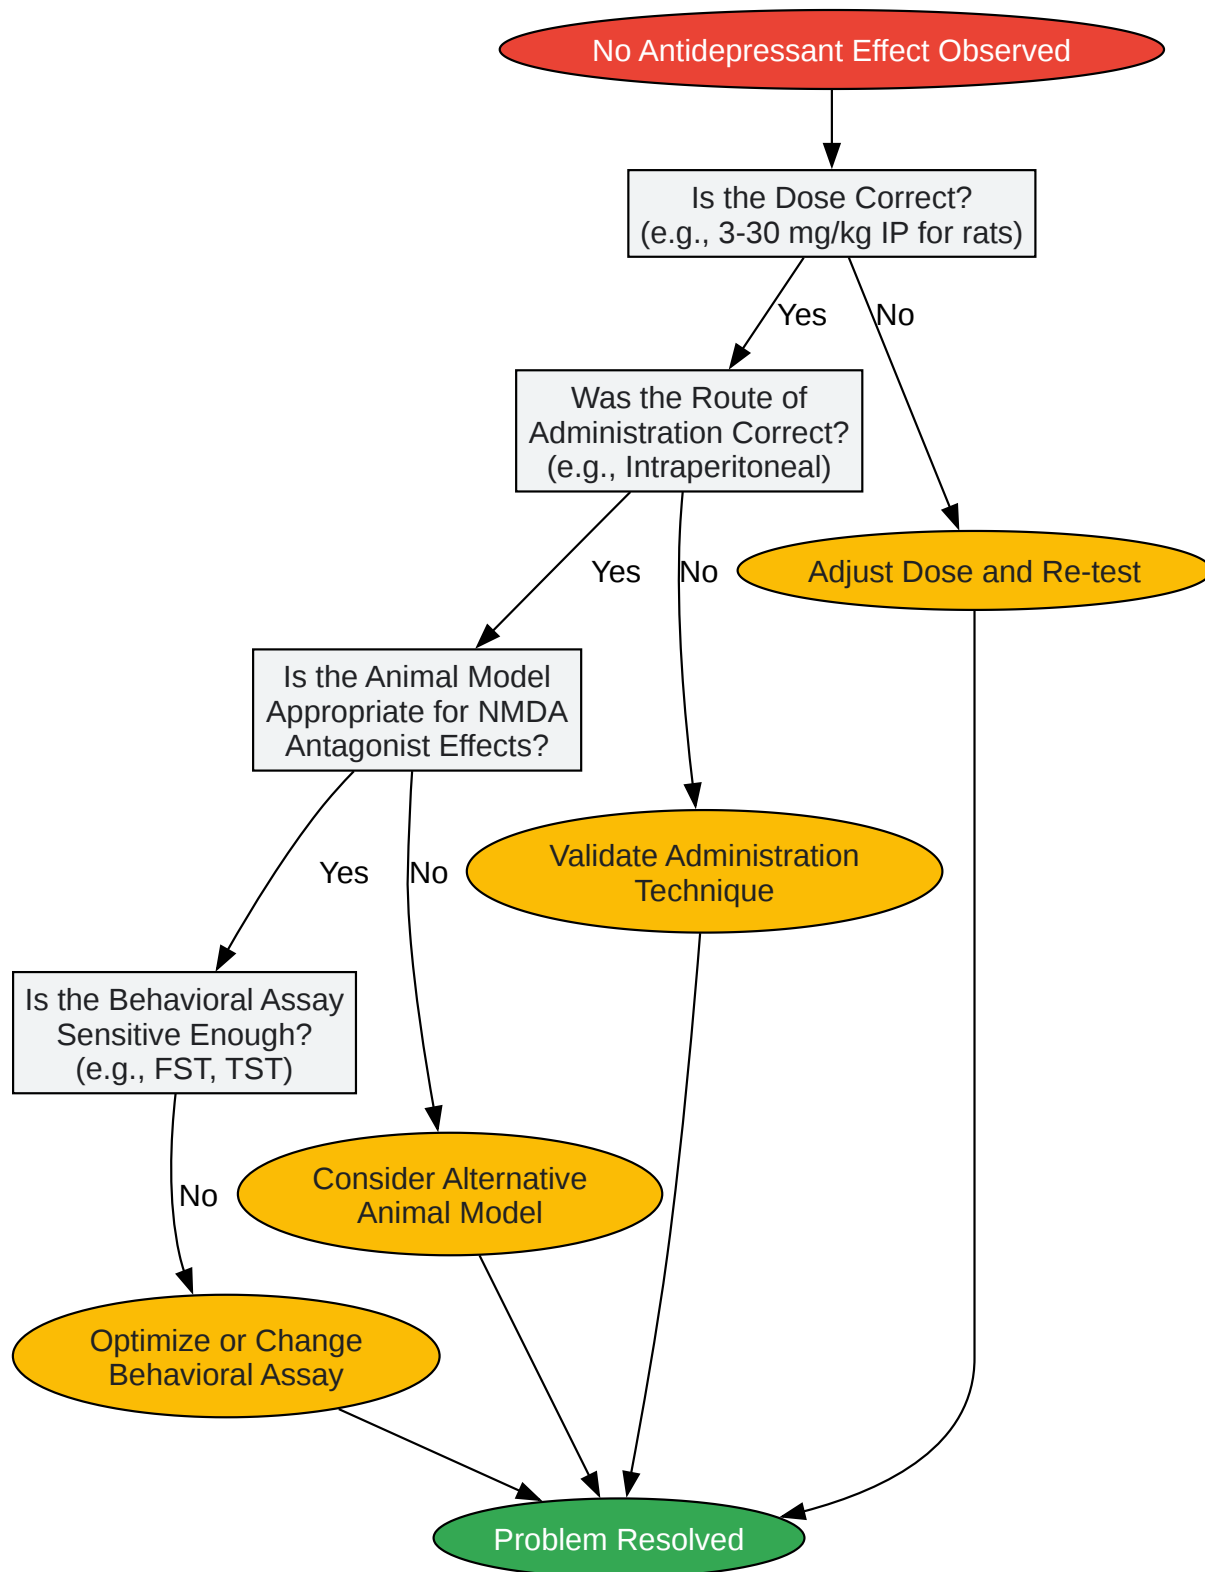 No Antidepressant Effect Observed
Is the Dose Correct?
(e.g., 3-30 mg/kg IP for rats)
Yes
No
Was the Route of
Administration Correct?
(e.g., Intraperitoneal)
Yes
No
Adjust Dose and Re-test
Is the Animal Model
Appropriate for NMDA
Antagonist Effects?
Yes
No
Validate Administration
Technique
Is the Behavioral Assay
Sensitive Enough?
(e.g., FST, TST)
No
Consider Alternative
Animal Model
Optimize or Change
Behavioral Assay
Problem Resolved